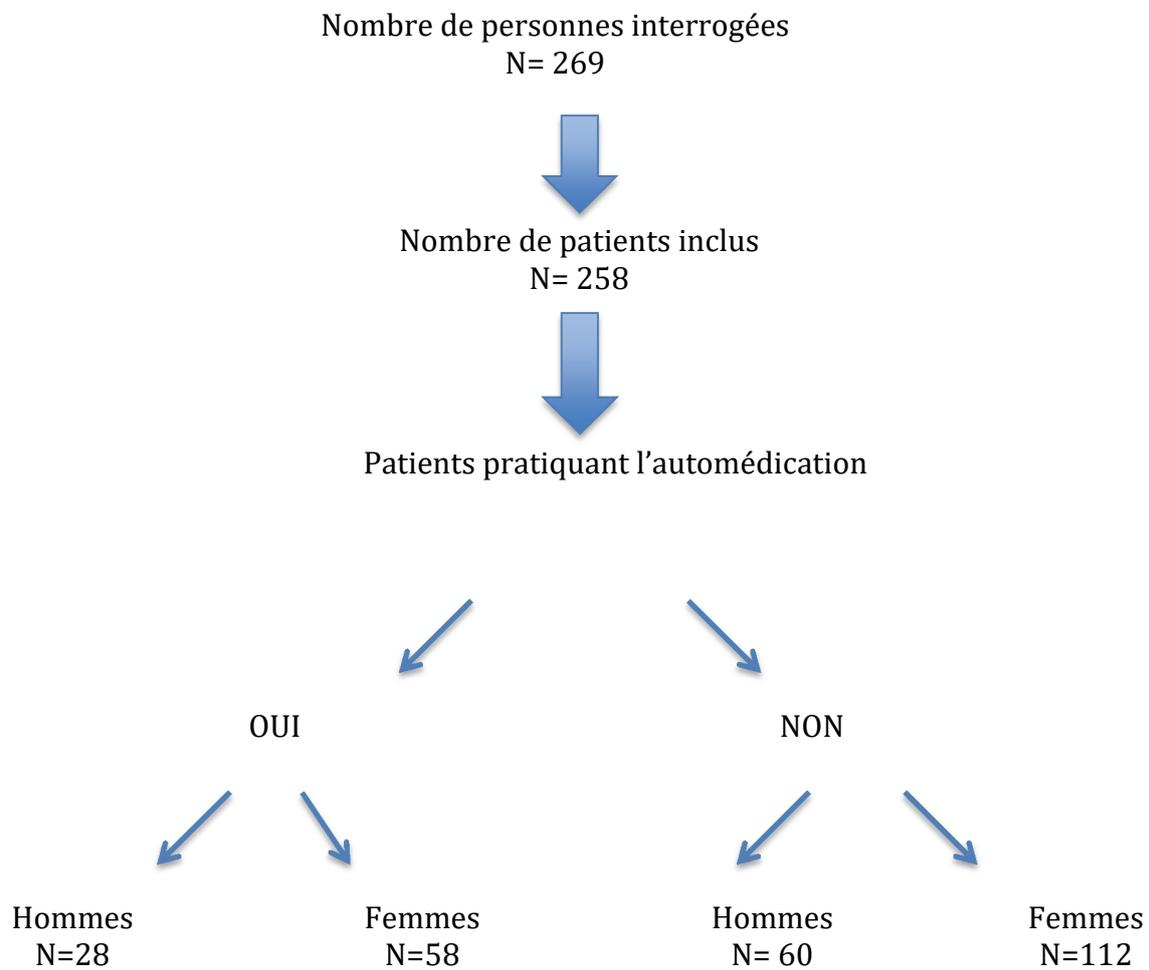 Nombre de personnes interrogées
N= 269
Nombre de patients inclus
N= 258
Patients pratiquant l’automédication
OUI
NON
Hommes
N=28
Femmes
N=58
Hommes
N= 60
Femmes
N=112